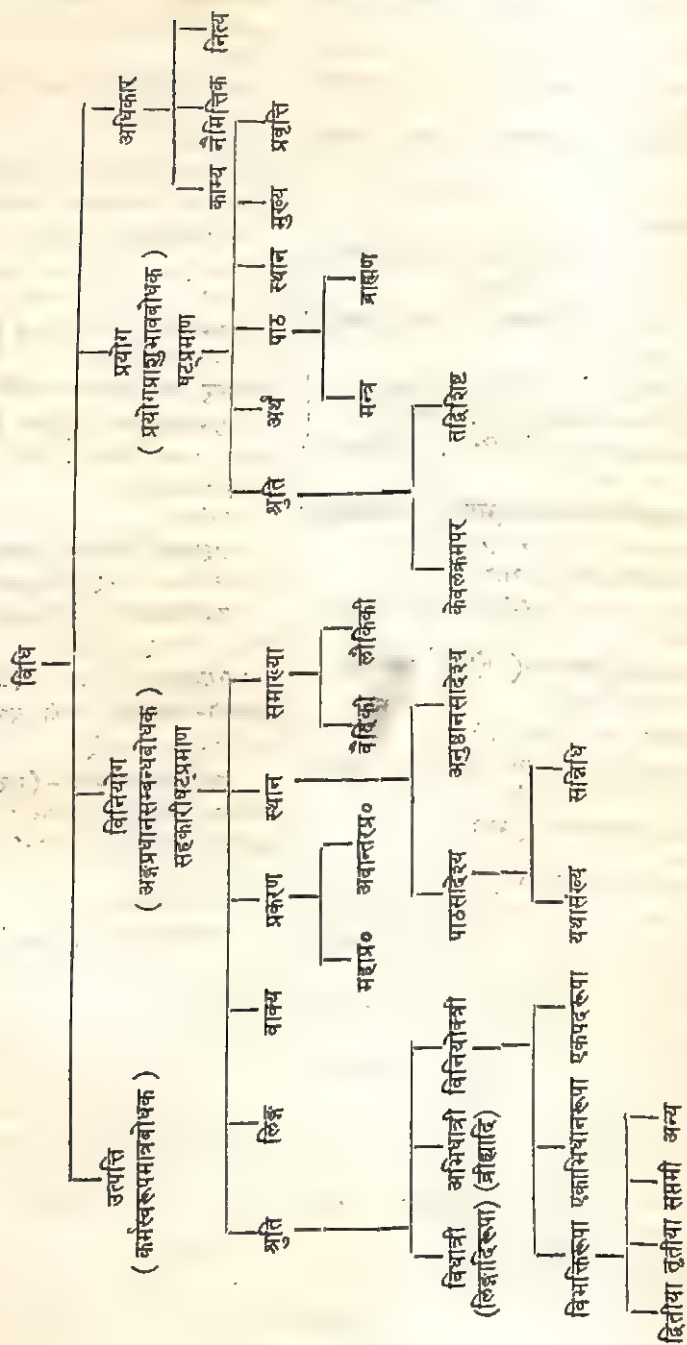 विधि
उत्पत्ति विनियोग प्रयोग अधिकार
( कर्मस्वरूपमात्रबोधक ) ( अङ्गप्रधानसम्बन्धबोधक ) ( प्रयोगप्राशुभावबोधक )
सहकारीषट्प्रमाण षट्प्रमाण
काम्य नैमित्तिक नित्य
श्रुति लिङ्ग वाक्य प्रकरण स्थान समाख्या
श्रुति अर्थ पाठ स्थान मुख्य प्रवृत्ति
महाप्र० अवान्तरप्र० वैदिकी लौकिकी
मन्त्र ब्राह्मण
विधात्री अभिधात्री विनियोक्त्री
(लिङ्गादिरूपा) (व्रीह्यादि)
पाठसादेश्य अनुष्ठानसादेश्य
केवलक्रमपर तद्विशिष्ट
विभक्तिरूपा एकाभिधानरूपा एकपदरूपा
यथासंख्य सन्निधि
द्वितीया तृतीया सप्तमी अन्य